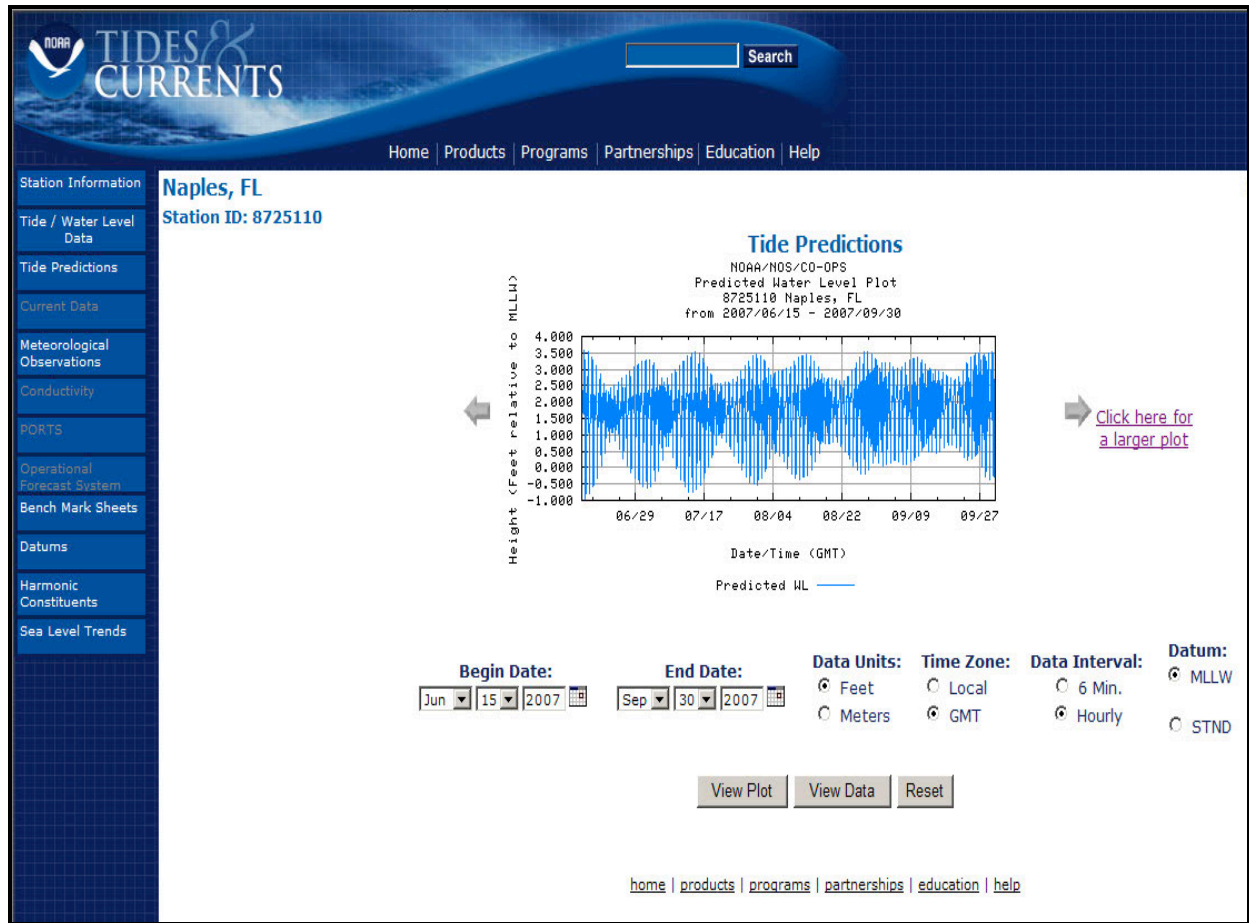 NOAA
TIDES &
CURRENTS
Search
Home | Products | Programs | Partnerships | Education | Help
Station Information
Tide / Water Level
Data
Tide Predictions
Current Data
Meteorological
Observations
Conductivity
PORTS
Operational
Forecast System
Bench Mark Sheets
Datums
Harmonic
Constituents
Sea Level Trends
Naples, FL
Station ID: 8725110
Tide Predictions
NOAA/NOS/CO-OPS
Predicted Water Level Plot
8725110 Naples, FL
from 2007/06/15 - 2007/09/30
Height (Feet relative to MLLW)
4.000
3.500
3.000
2.500
2.000
1.500
1.000
0.500
0.000
-0.500
-1.000
06/29 07/17 08/04 08/22 09/09 09/27
Date/Time (GMT)
Predicted WL
Click here for
a larger plot
Begin Date:
Jun 15 2007
End Date:
Sep 30 2007
Data Units:
Feet
Meters
Time Zone:
Local
GMT
Data Interval:
6 Min.
Hourly
Datum:
MLLW
STND
View Plot View Data Reset
home | products | programs | partnerships | education | help